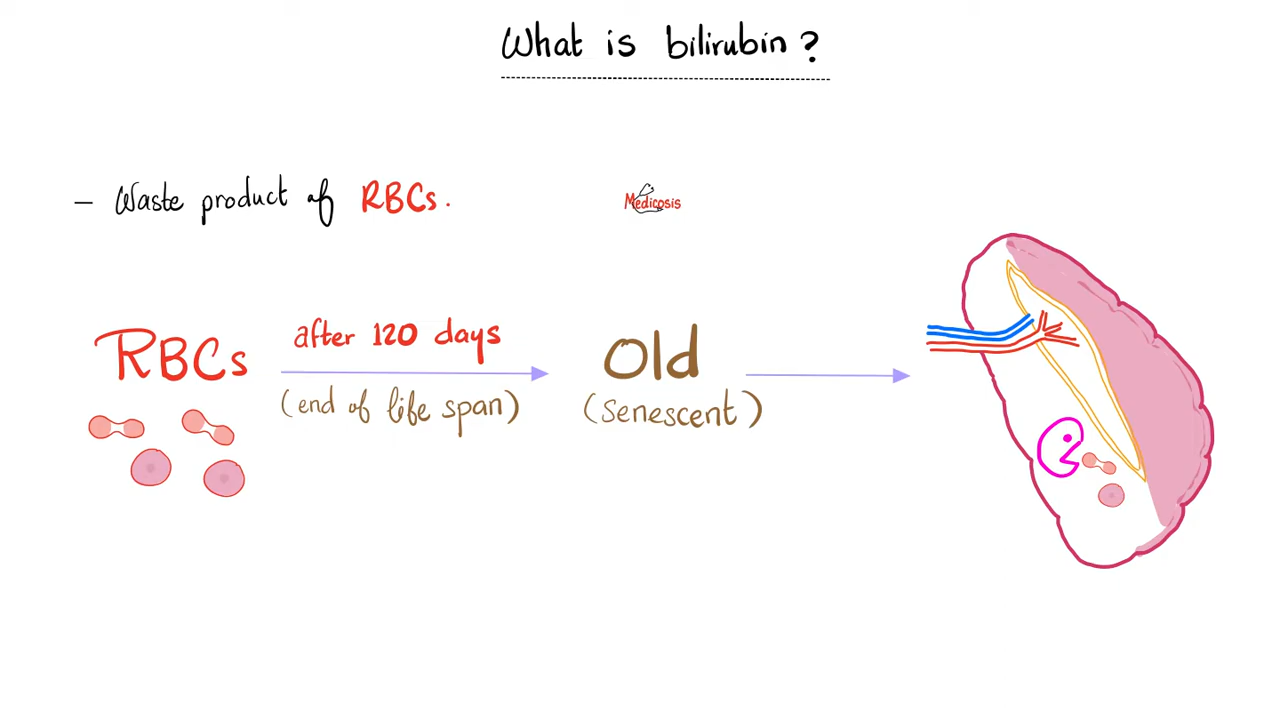 What is bilirubin?
- Waste product of RBCs.
Medicosis
RBCs
after 120 days
(end of life span)
Old
(senescent)